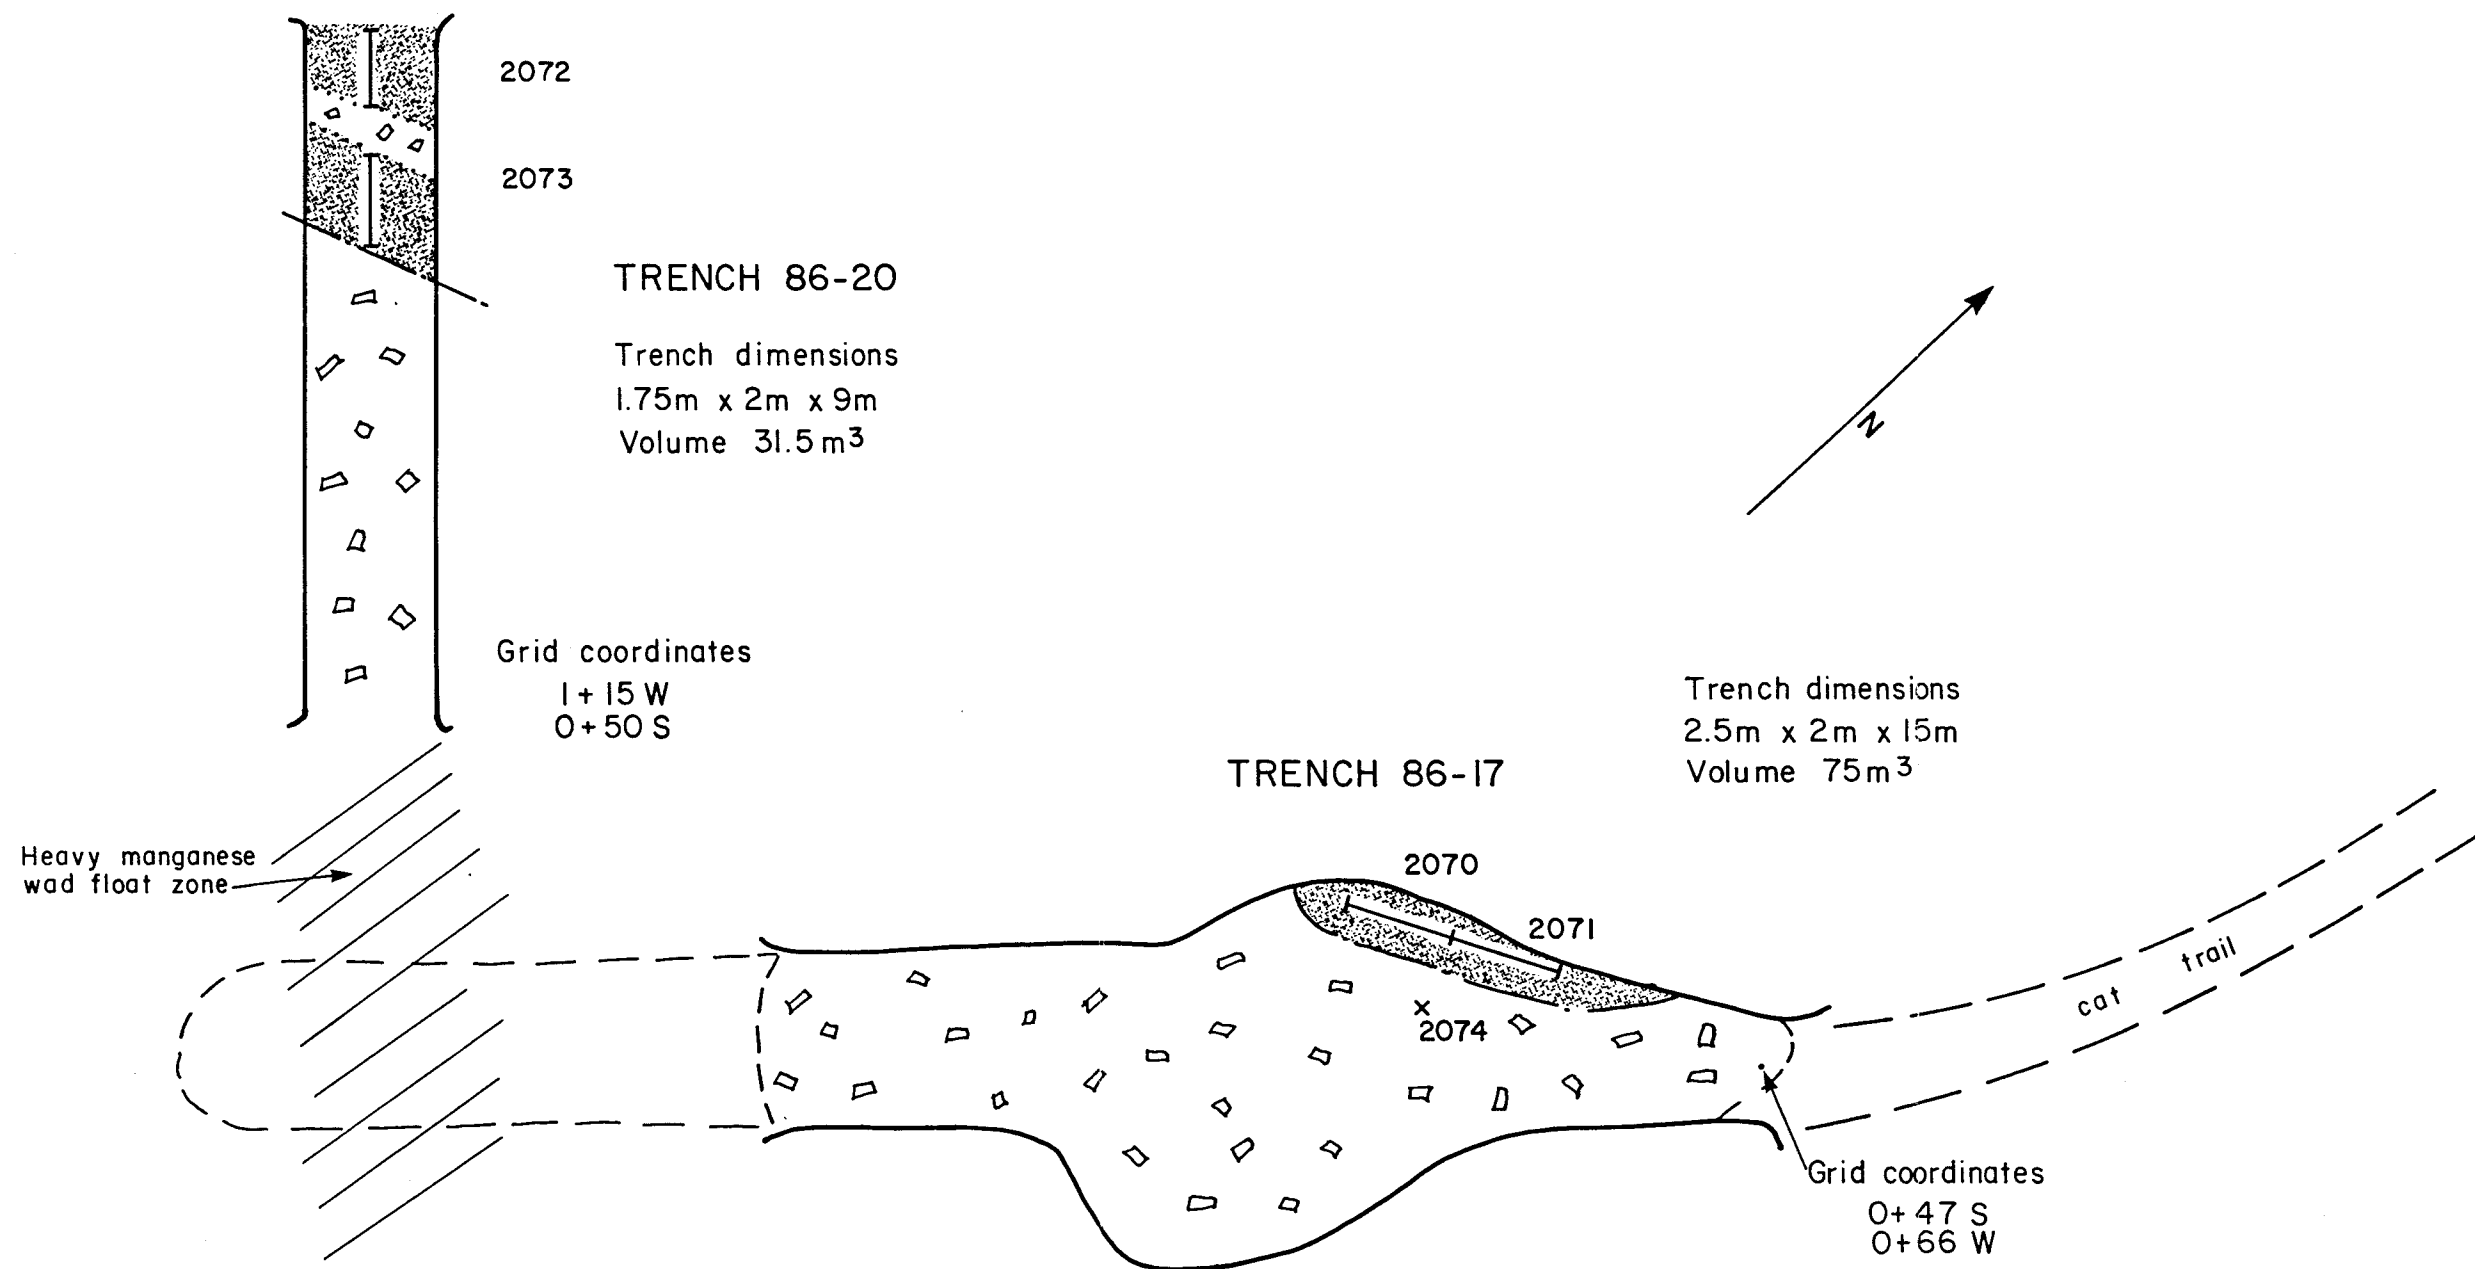 2072
2073
TRENCH 86-20
Trench dimensions
1.75m x 2m x 9m
Volume 31.5m³
N
Grid coordinates
1+15 W
0+50 S
Trench dimensions
2.5m x 2m x 15m
Volume 75m³
TRENCH 86-17
Heavy manganese
wad float zone
2070
2071
2074
cat trail
Grid coordinates
0+47 S
0+66 W